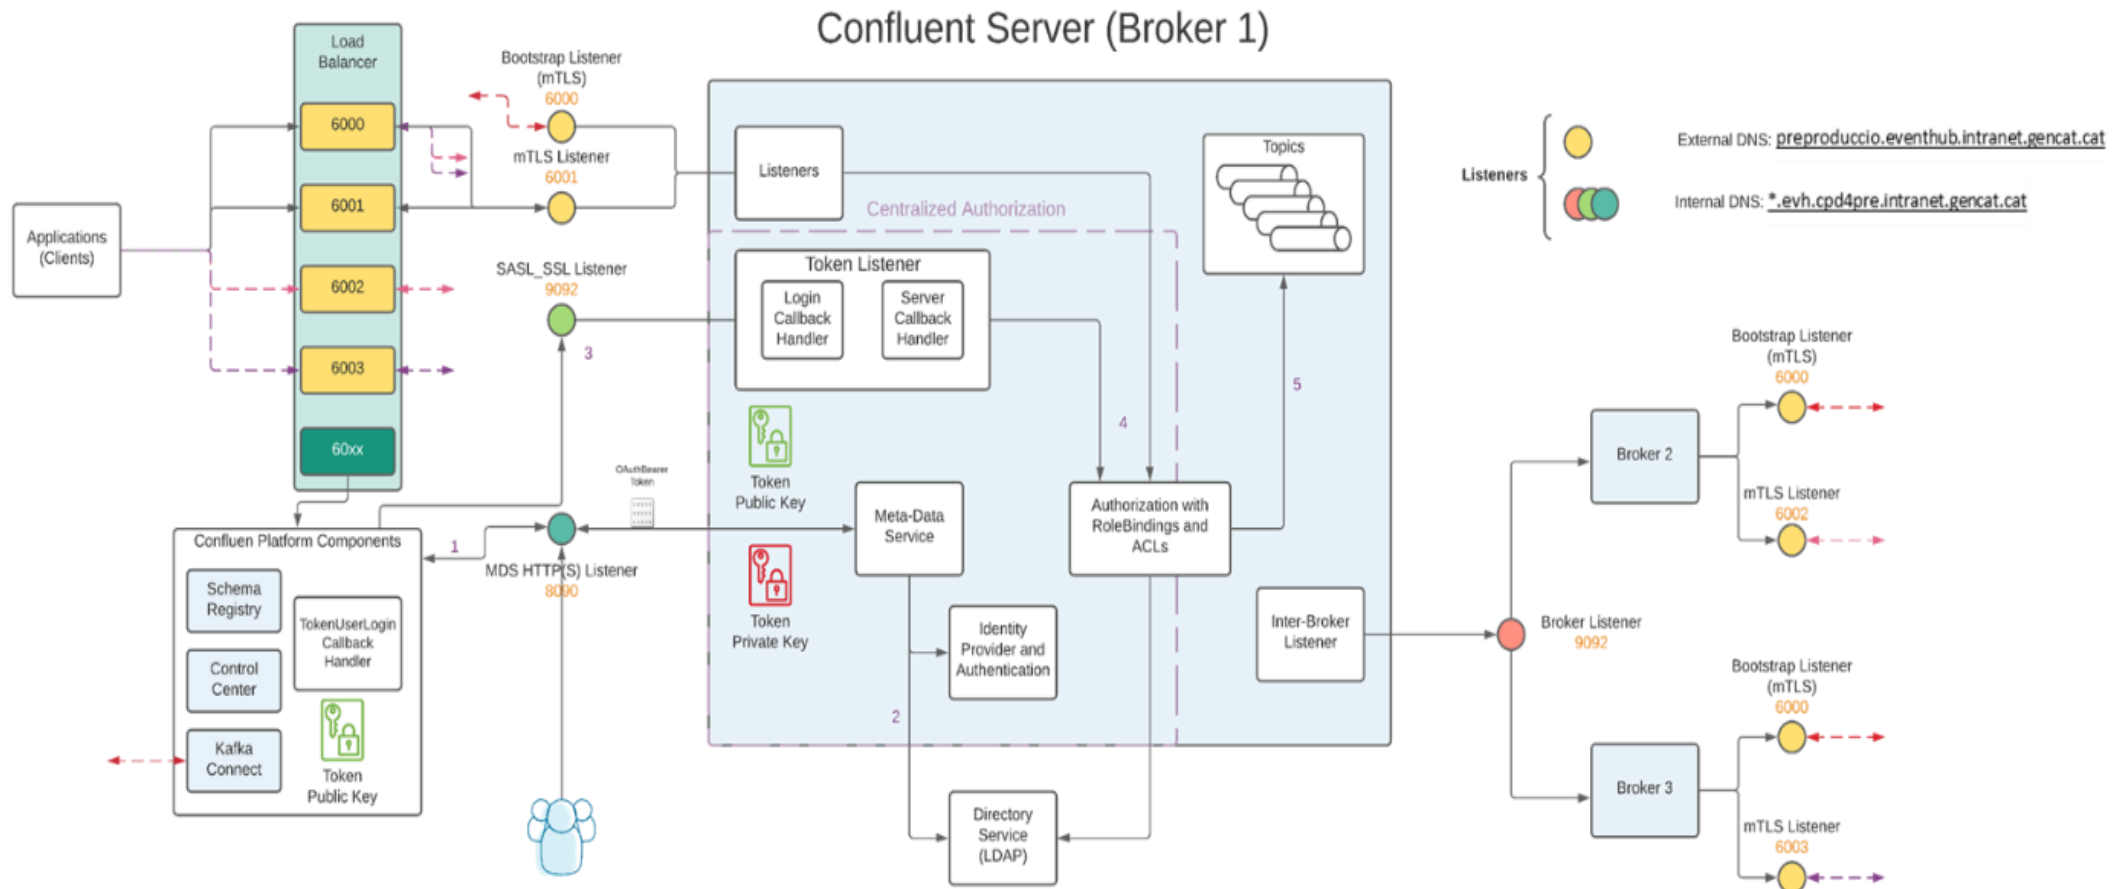 Confluent Server (Broker 1)
Load
Balancer
6000
6001
6002
6003
60xx
Applications
(Clients)
Bootstrap Listener
(mTLS)
6000
mTLS Listener
6001
SASL_SSL Listener
9092
3
OAuthBearer
Token
1
MDS HTTP(S) Listener
8090
Confluen Platform Components
Schema
Registry
Control
Center
Kafka
Connect
TokenUserLogin
Callback
Handler
Token
Public Key
Listeners
Centralized Authorization
Token Listener
Login
Callback
Handler
Server
Callback
Handler
Token
Public Key
Token
Private Key
Meta-Data
Service
Identity
Provider and
Authentication
2
Directory
Service
(LDAP)
4
Authorization with
RoleBindings and
ACLs
5
Topics
Inter-Broker
Listener
Broker Listener
9092
Listeners
External DNS: preproduccio.eventhub.intranet.gencat.cat
Internal DNS: *.evh.cpd4pre.intranet.gencat.cat
Broker 2
Bootstrap Listener
(mTLS)
6000
mTLS Listener
6002
Broker 3
Bootstrap Listener
(mTLS)
6000
mTLS Listener
6003